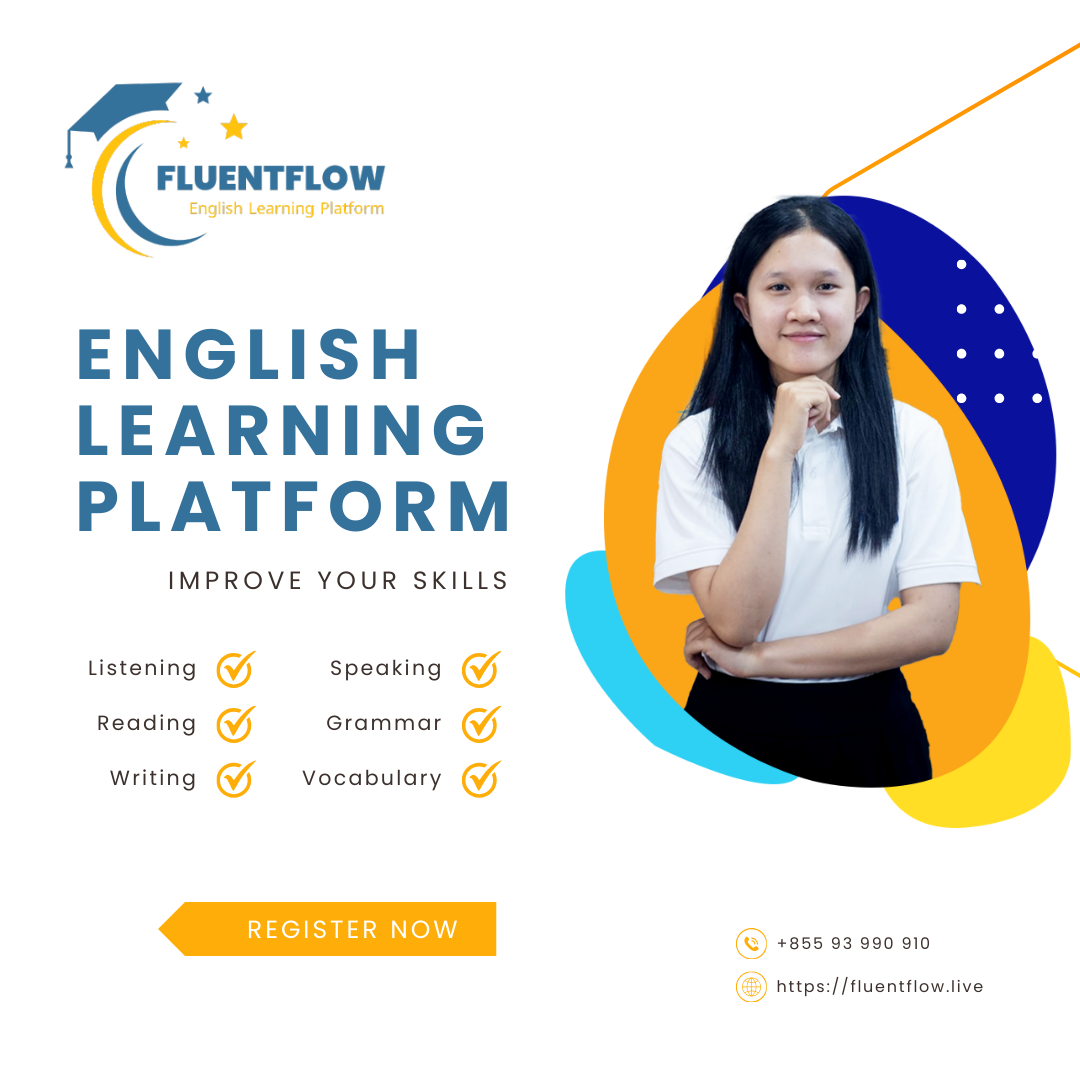 FLUENTFLOW
English Learning Platform
ENGLISH
LEARNING
PLATFORM
IMPROVE YOUR SKILLS
Listening
Speaking
Reading
Grammar
Writing
Vocabulary
REGISTER NOW
+855 93 990 910
https://fluentflow.live